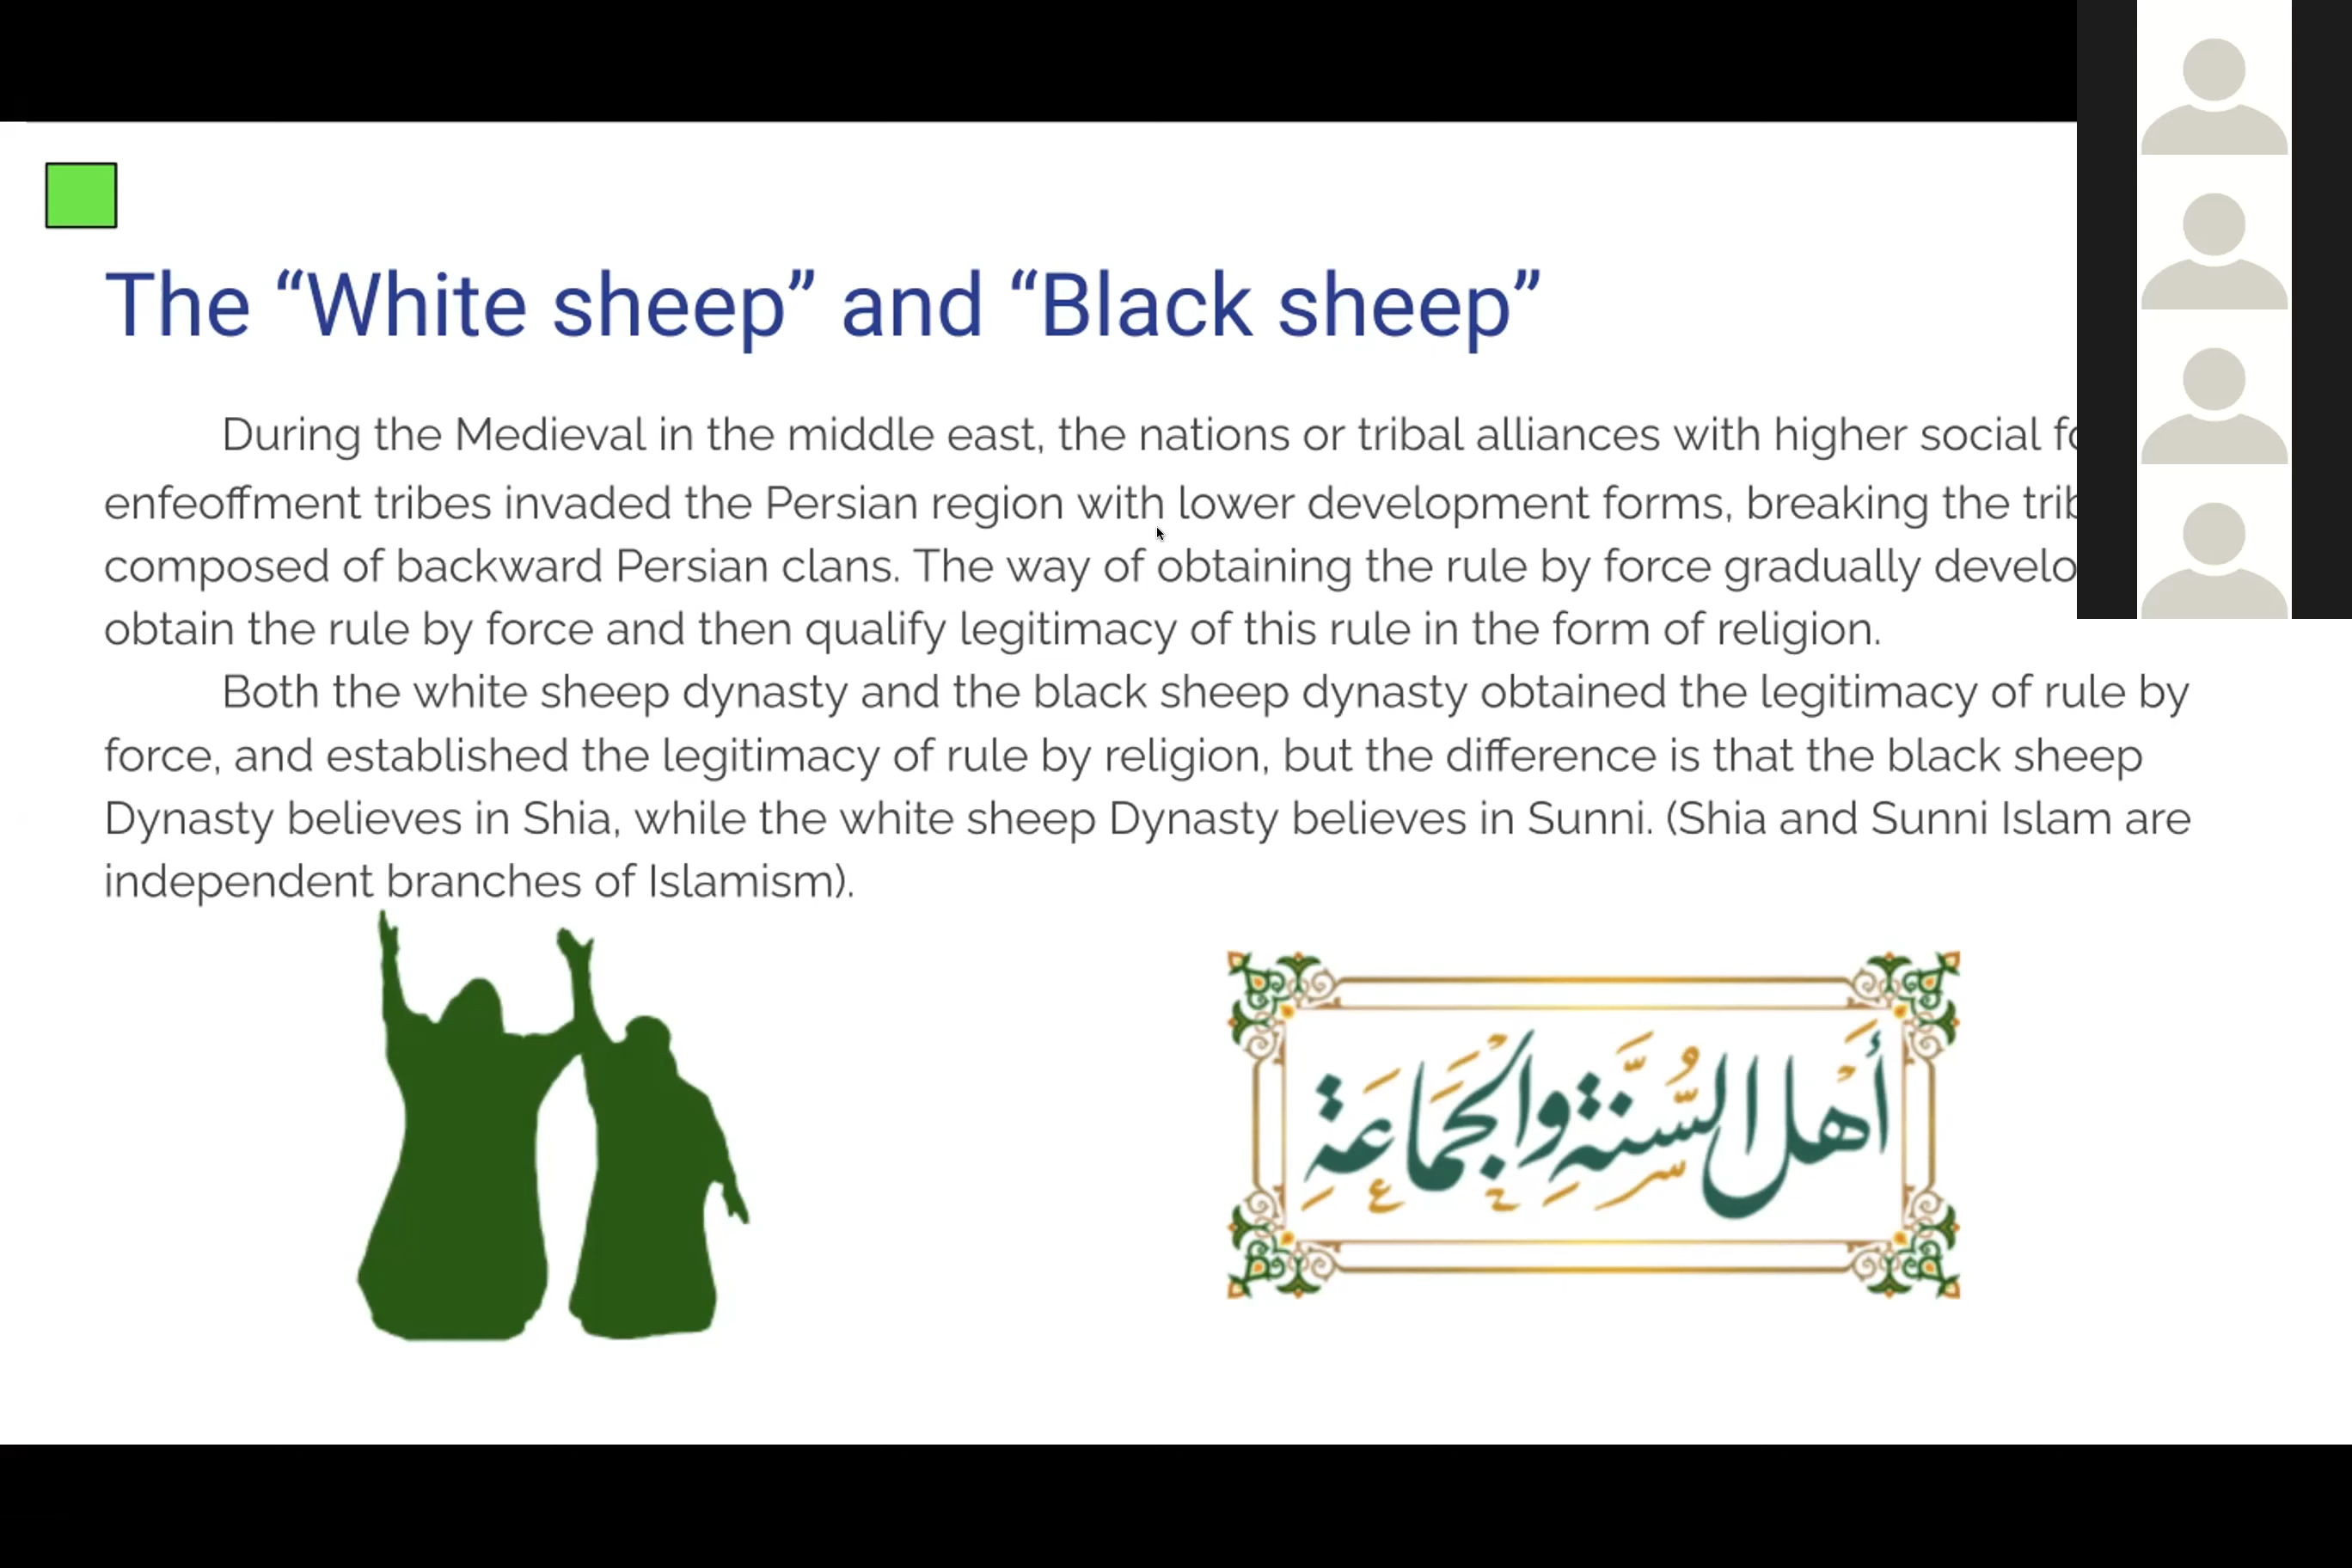 The “White sheep” and “Black sheep”
During the Medieval in the middle east, the nations or tribal alliances with higher social
enfeoffment tribes invaded the Persian region with lower development forms, breaking the
composed of backward Persian clans. The way of obtaining the rule by force gradually
obtain the rule by force and then qualify legitimacy of this rule in the form of religion.
Both the white sheep dynasty and the black sheep dynasty obtained the legitimacy of rule by
force, and established the legitimacy of rule by religion, but the difference is that the black sheep
Dynasty believes in Shia, while the white sheep Dynasty believes in Sunni. (Shia and Sunni Islam are
independent branches of Islamism).
أَهْل السُّنَّةِ وَالْجَمَاعَةِ